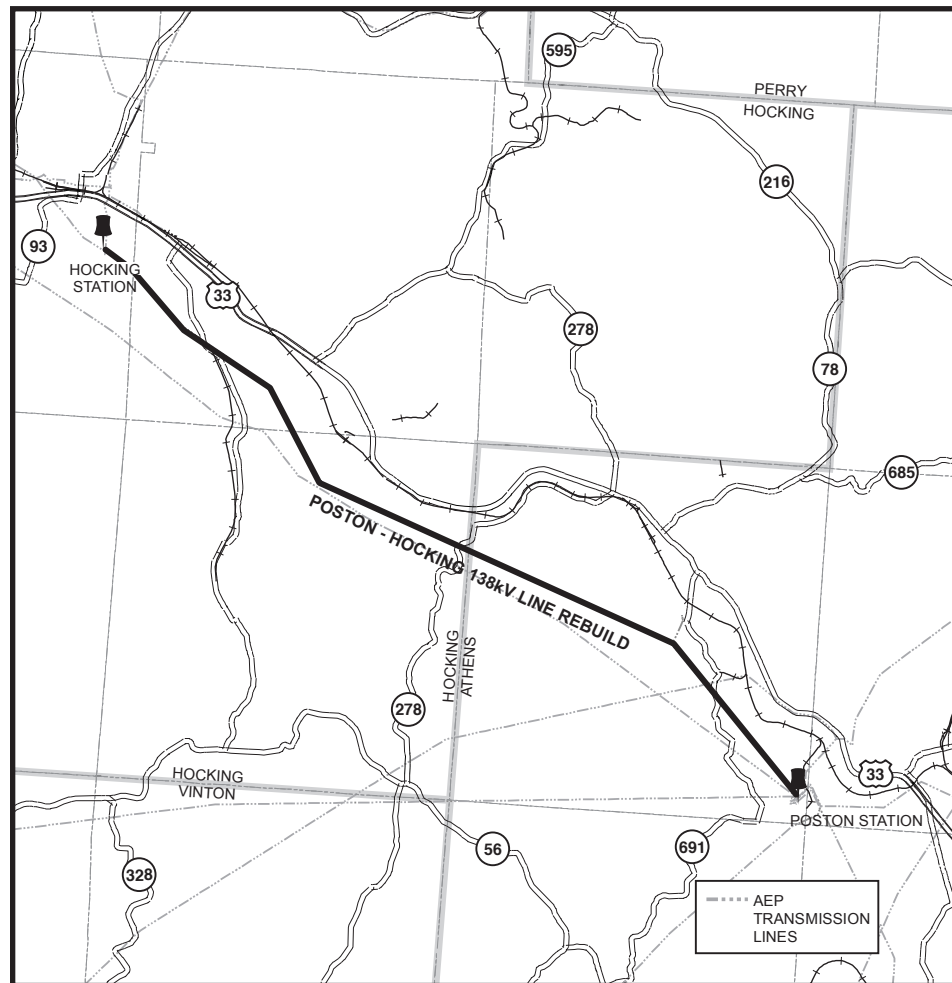 595
PERRY
HOCKING
216
93
HOCKING
STATION
33
278
78
685
POSTON - HOCKING 138kV LINE REBUILD
HOCKING
ATHENS
278
HOCKING
VINTON
33
POSTON STATION
56
691
328
AEP
TRANSMISSION
LINES